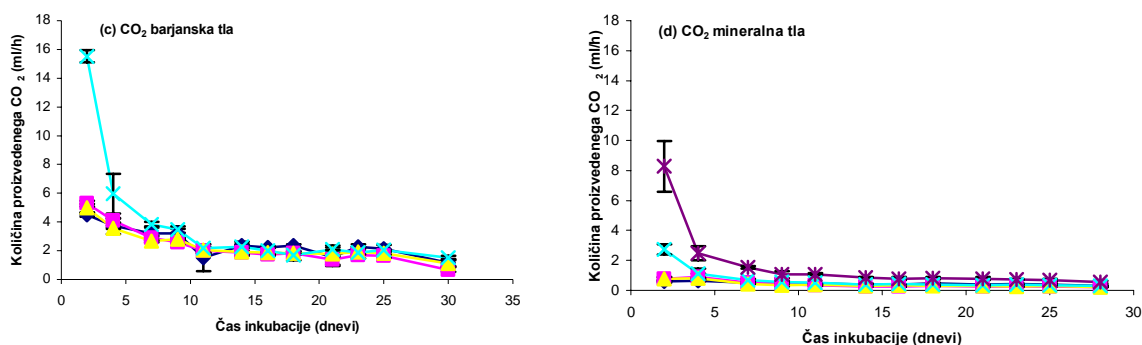 (c) CO2 barjanska tla
Količina proizvedenega CO 2 (ml/h)
18
16
14
12
10
8
6
4
2
0
0 5 10 15 20 25 30 35
Čas inkubacije (dnevi)
(d) CO2 mineralna tla
Količina proizvedenega CO 2 (ml/h)
18
16
14
12
10
8
6
4
2
0
0 5 10 15 20 25 30
Čas inkubacije (dnevi)